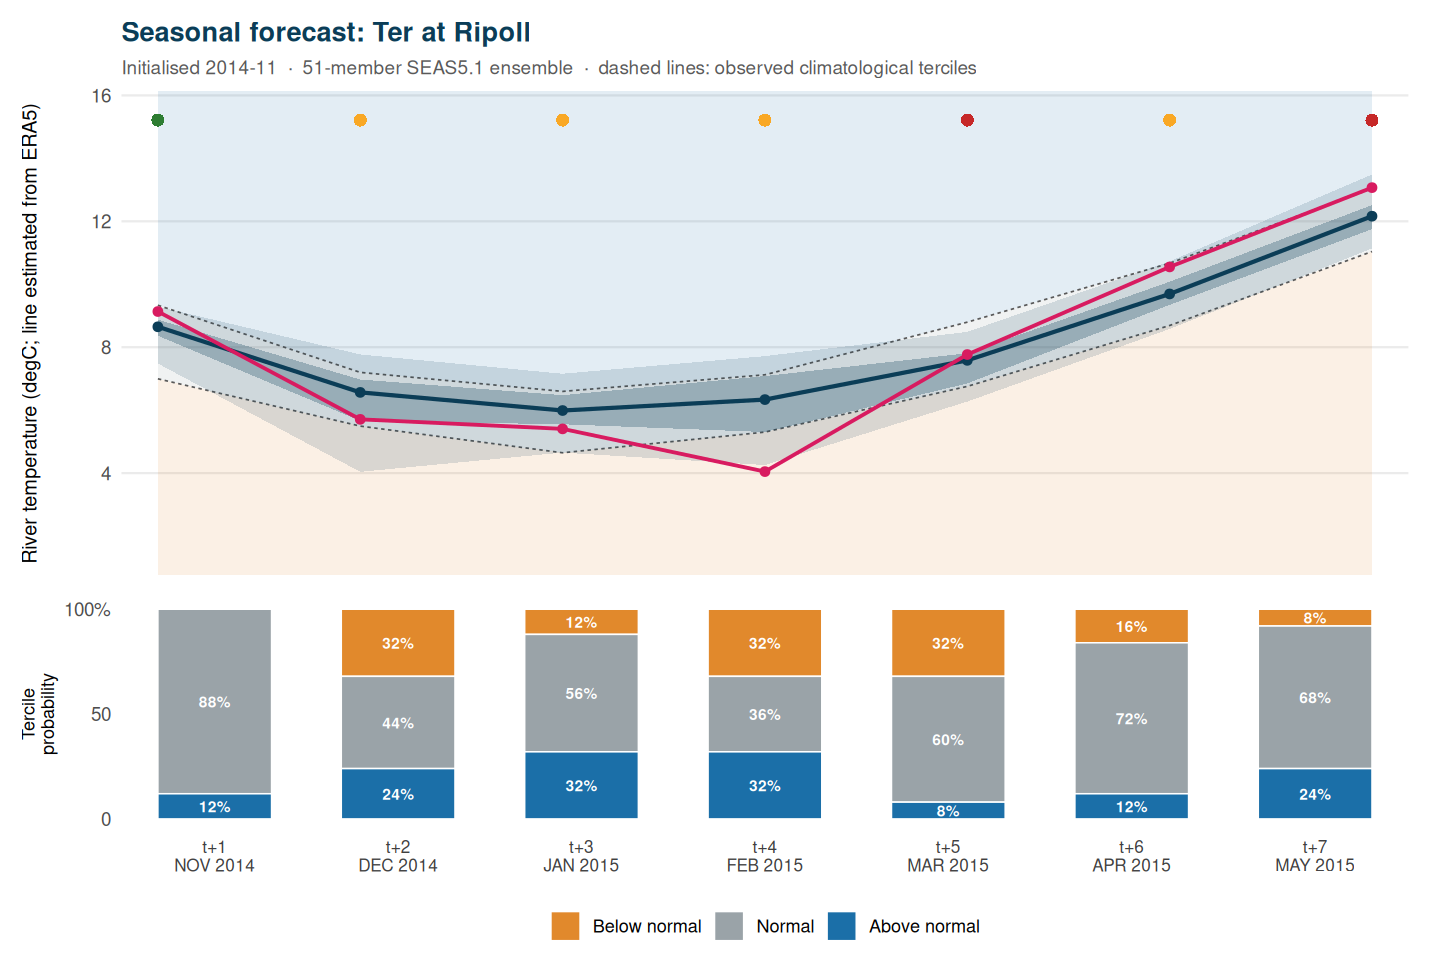 Seasonal forecast: Ter at Ripoll
Initialised 2014-11 · 51-member SEAS5.1 ensemble · dashed lines: observed climatological terciles
River temperature (degC; line estimated from ERA5)
16
12
8
4
Tercile
probability
100%
50
0
88%
12%
32%
44%
24%
12%
56%
32%
32%
36%
32%
32%
60%
8%
16%
72%
12%
8%
68%
24%
t+1
NOV 2014
t+2
DEC 2014
t+3
JAN 2015
t+4
FEB 2015
t+5
MAR 2015
t+6
APR 2015
t+7
MAY 2015
Below normal
Normal
Above normal